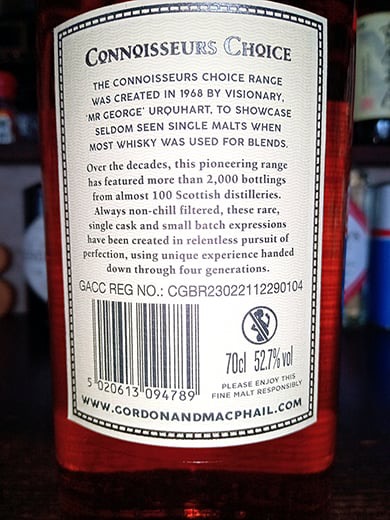 CONNOISSEURS CHOICE
THE CONNOISSEURS CHOICE RANGE
WAS CREATED IN 1968 BY VISIONARY,
'MR GEORGE' URQUHART, TO SHOWCASE
SELDOM SEEN SINGLE MALTS WHEN
MOST WHISKY WAS USED FOR BLENDS.
Over the decades, this pioneering range
has featured more than 2,000 bottlings
from almost 100 Scottish distilleries.
Always non-chill filtered, these rare,
single cask and small batch expressions
have been created in relentless pursuit of
perfection, using unique experience handed
down through four generations.
GACC REG NO.: CGBR23022112290104
70cl 52.7% vol
5 020613 094789
PLEASE ENJOY THIS
FINE MALT RESPONSIBLY
WWW.GORDONANDMACPHAIL.COM